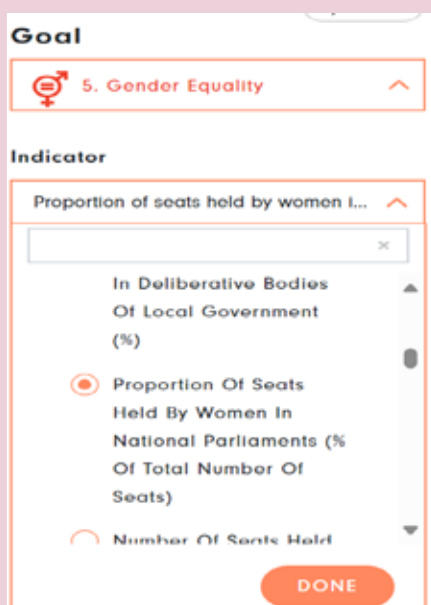 Goal
5. Gender Equality
Indicator
Proportion of seats held by women i...
In Deliberative Bodies
Of Local Government
(%)
Proportion Of Seats
Held By Women In
National Parliaments (%
Of Total Number Of
Seats)
Number Of Seats Held
DONE